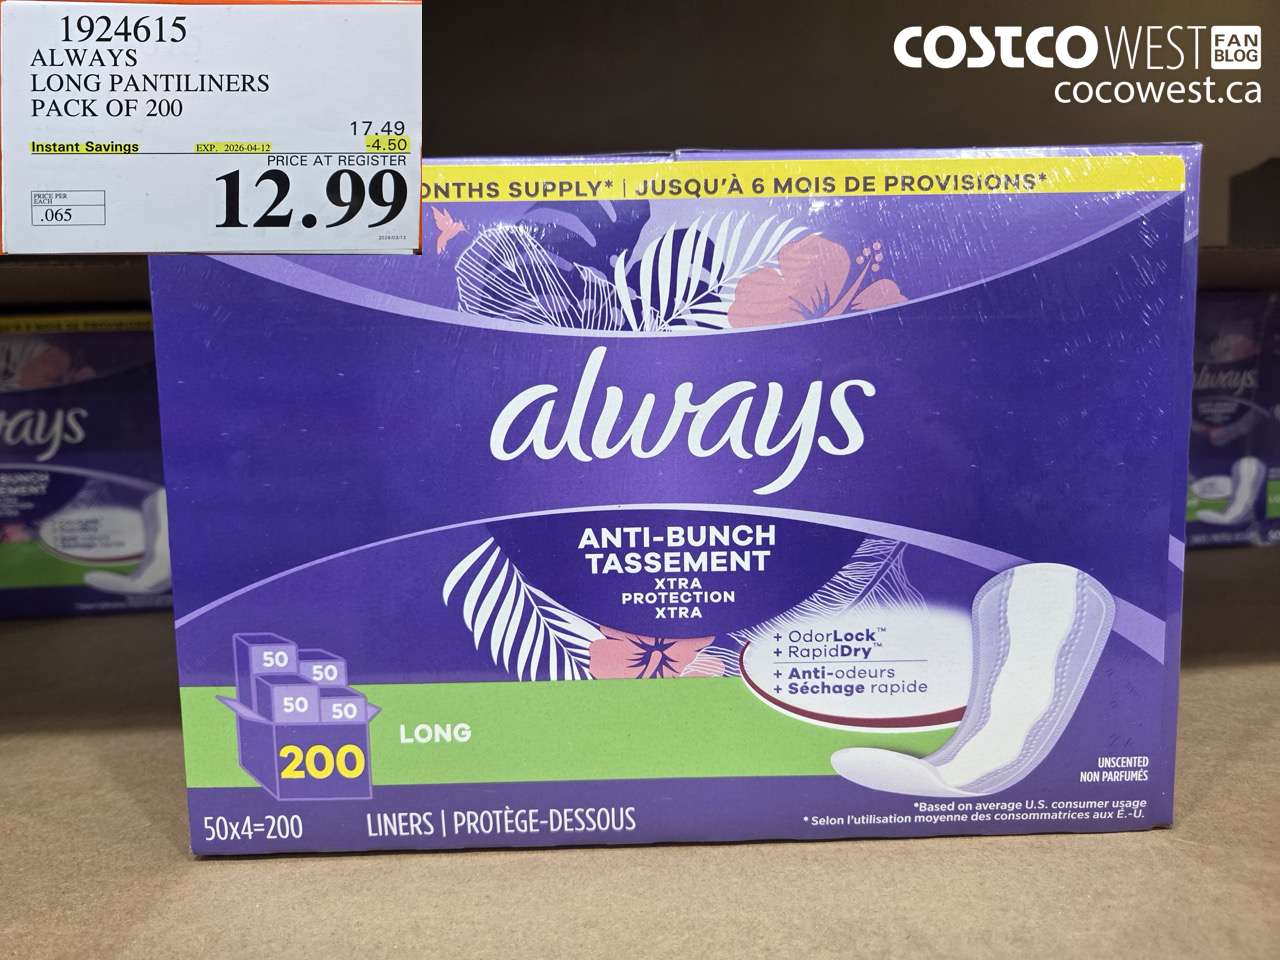 1924615
ALWAYS
LONG PANTILINERS
PACK OF 200
17.49
Instant Savings EXP. 2026-04-12 -4.50
PRICE AT REGISTER
12.99
PRICE PER
EACH
.065
COSTCO WEST FAN BLOG
cocowest.ca
ONTHS SUPPLY* | JUSQU'À 6 MOIS DE PROVISIONS*
always
ANTI-BUNCH
TASSEMENT
XTRA
PROTECTION
XTRA
+ OdorLock™
+ RapidDry™
+ Anti-odeurs
+ Séchage rapide
50
50
50
50
200
LONG
UNSCENTED
NON PARFUMÉS
*Based on average U.S. consumer usage
* Selon l'utilisation moyenne des consommatrices aux É.-U.
50x4=200
LINERS | PROTÈGE-DESSOUS
ays
always